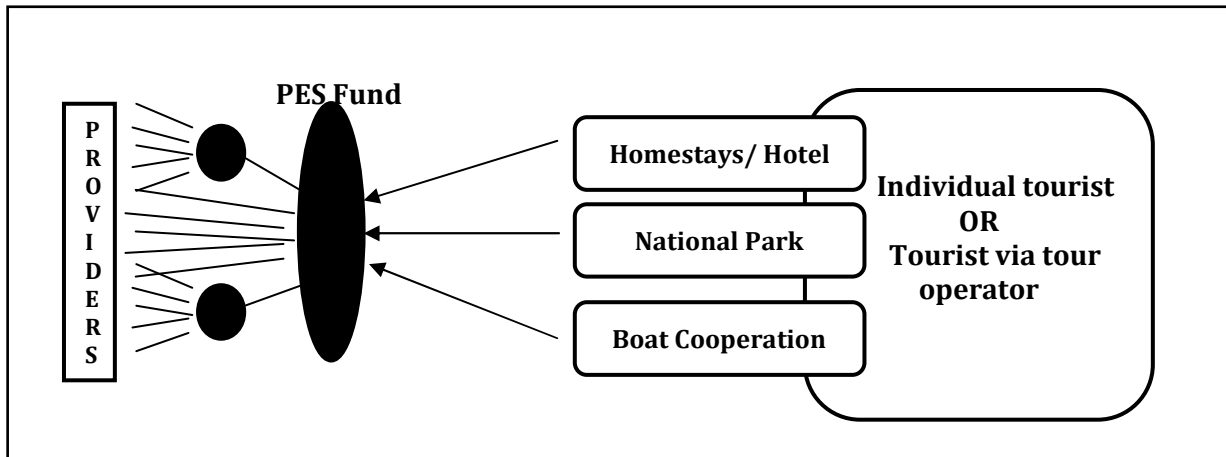 PES Fund
P
R
O
V
I
D
E
R
S
Homestays/ Hotel
National Park
Boat Cooperation
Individual tourist
OR
Tourist via tour
operator